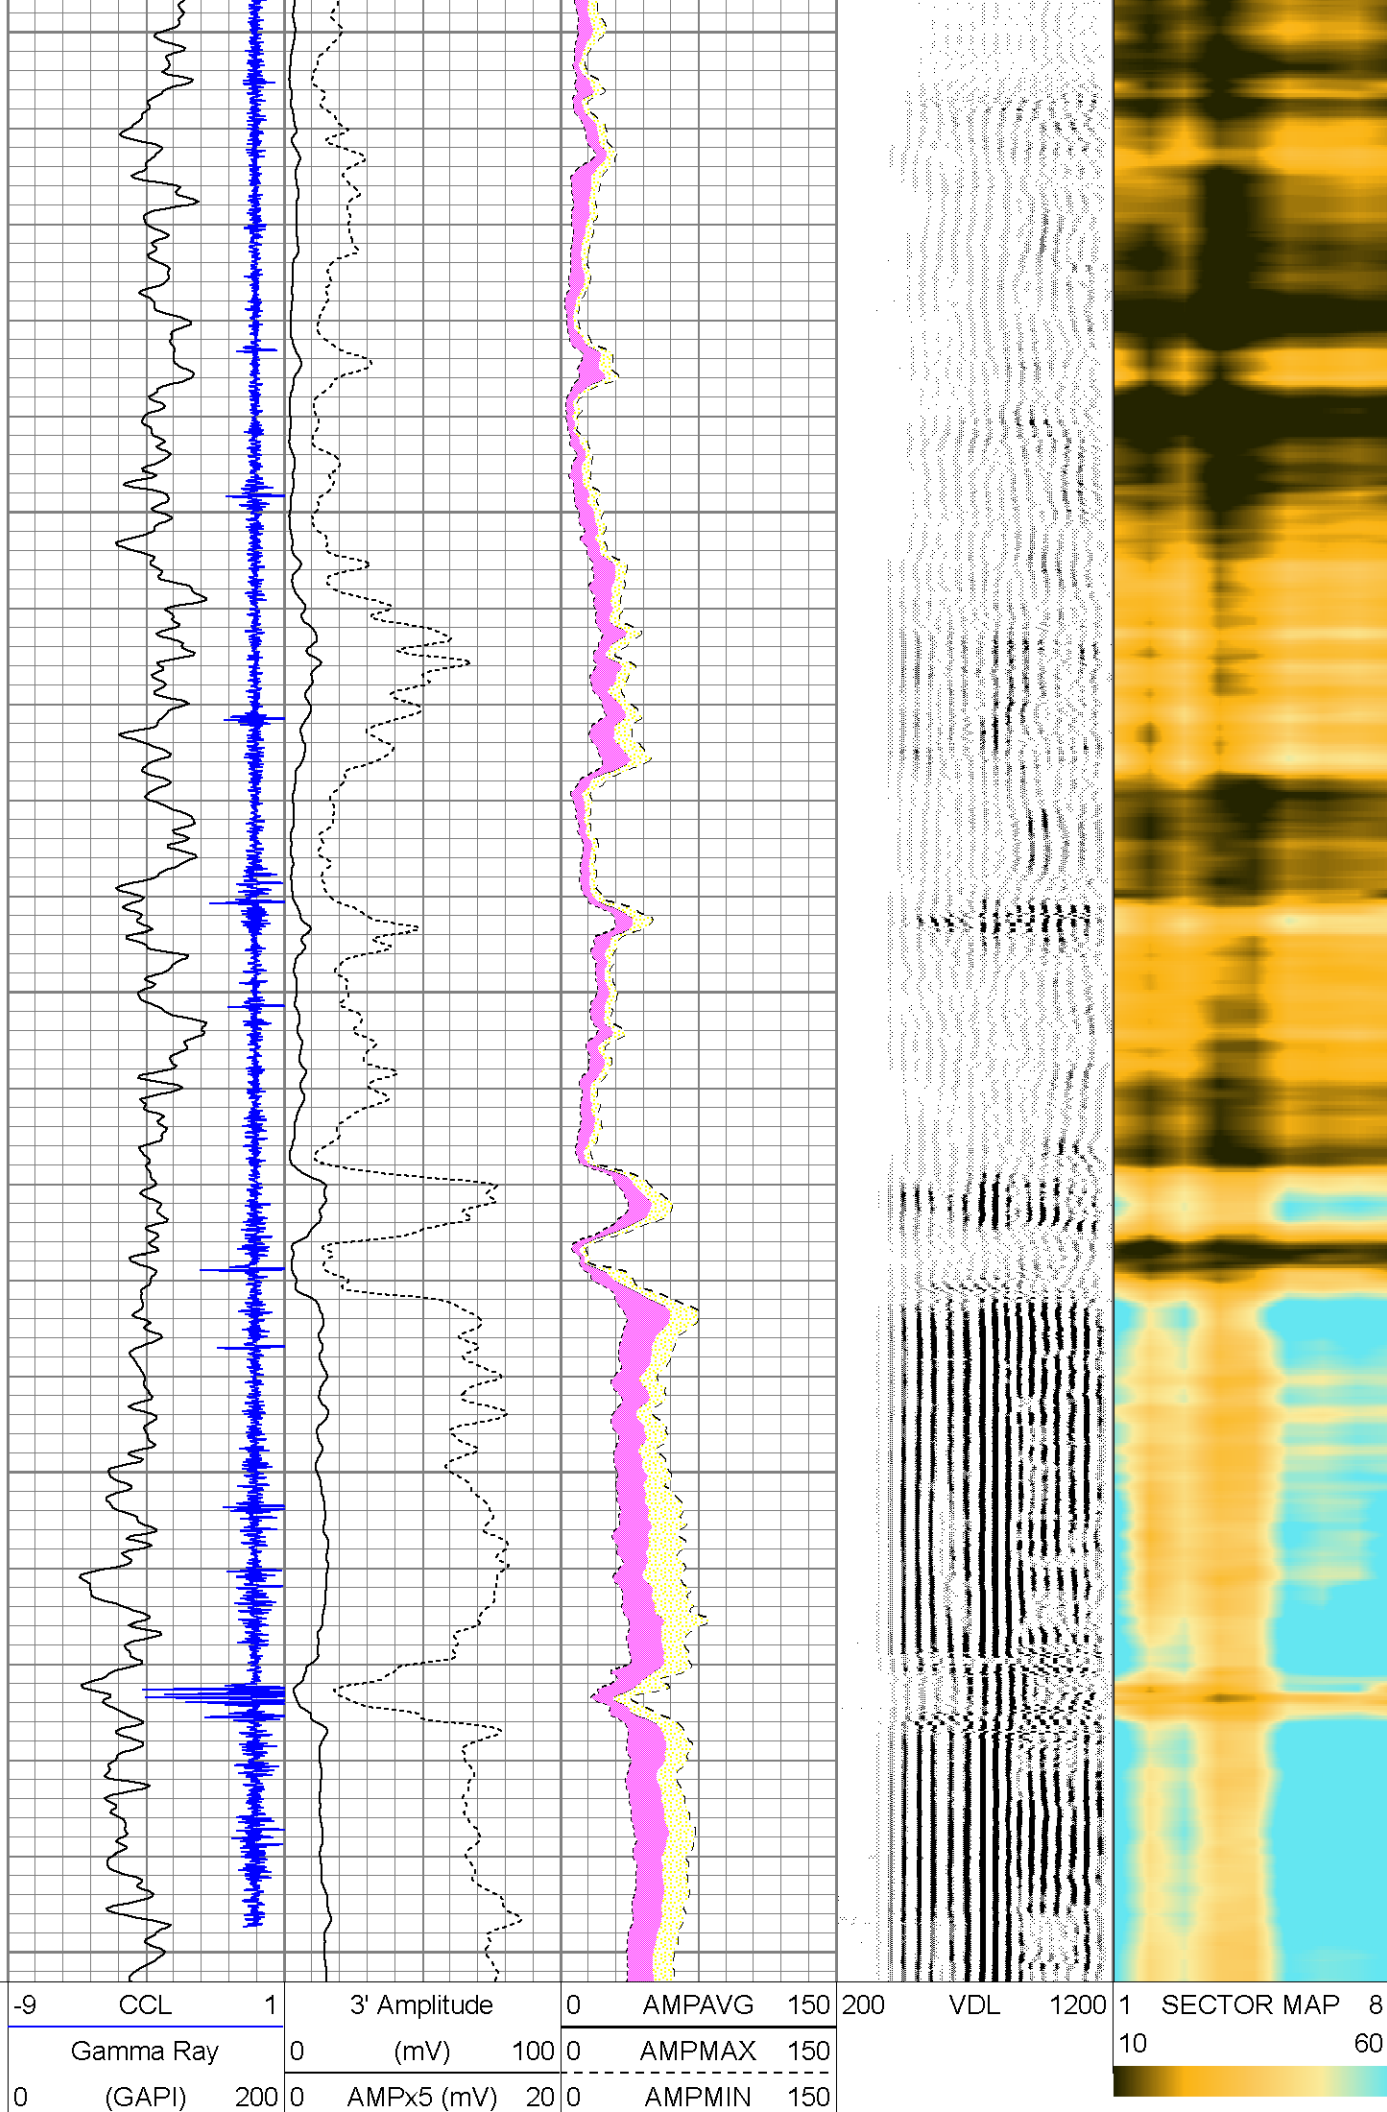 -9 CCL 1 3' Amplitude 0 AMPAVG 150 200 VDL 1200 1 SECTOR MAP 8
Gamma Ray 0 (mV) 100 0 AMPMAX 150 10 60
0 (GAPI) 200 0 AMPx5 (mV) 20 0 AMPMIN 150